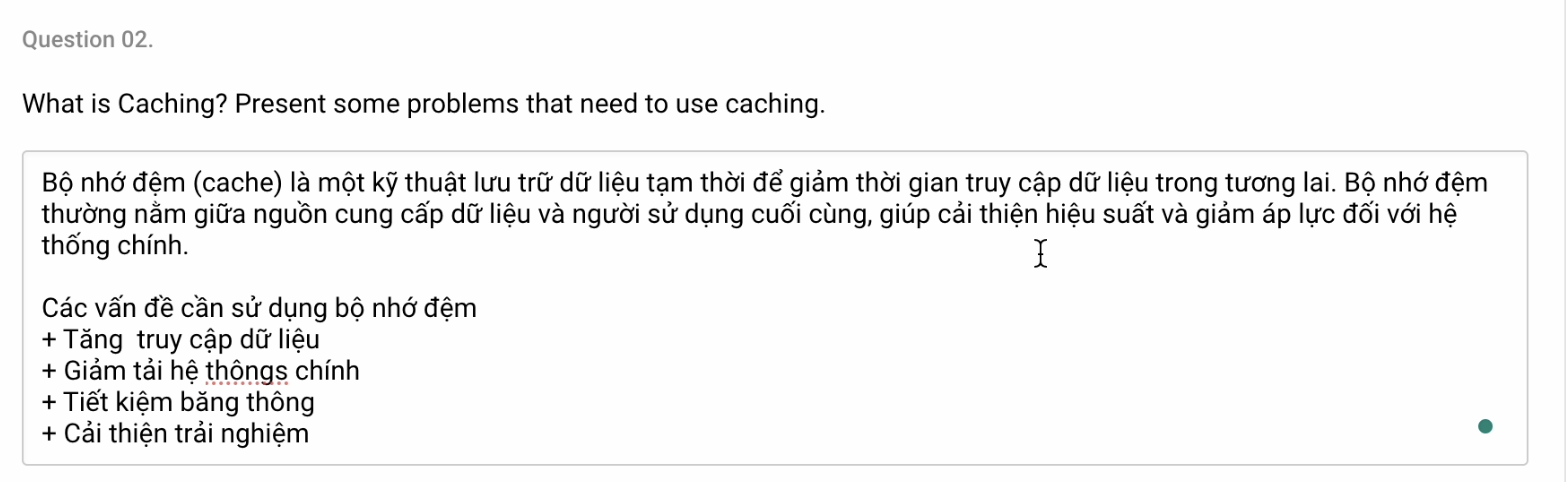 Question 02.
What is Caching? Present some problems that need to use caching.
Bộ nhớ đệm (cache) là một kỹ thuật lưu trữ dữ liệu tạm thời để giảm thời gian truy cập dữ liệu trong tương lai. Bộ nhớ đệm
thường nằm giữa nguồn cung cấp dữ liệu và người sử dụng cuối cùng, giúp cải thiện hiệu suất và giảm áp lực đối với hệ
thống chính.
Các vấn đề cần sử dụng bộ nhớ đệm
+ Tăng  truy cập dữ liệu
+ Giảm tải hệ thôngs chính
+ Tiết kiệm băng thông
+ Cải thiện trải nghiệm